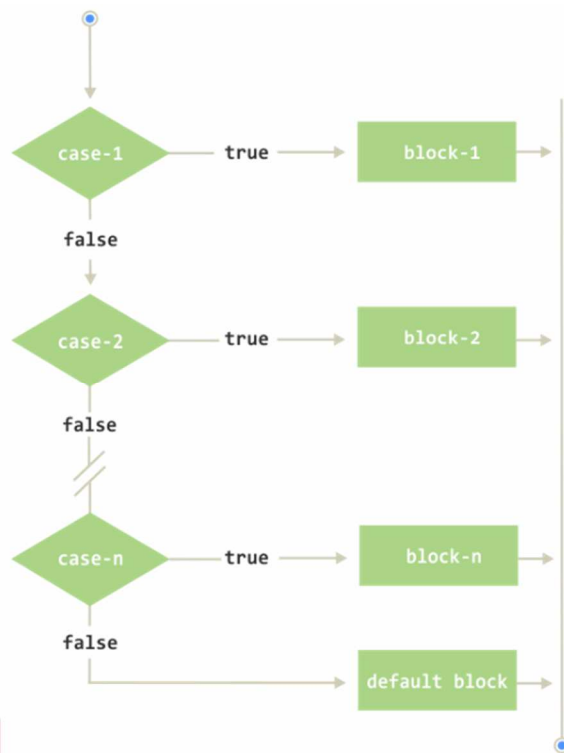 case-1 true block-1
false
case-2 true block-2
false
case-n true block-n
false
default block